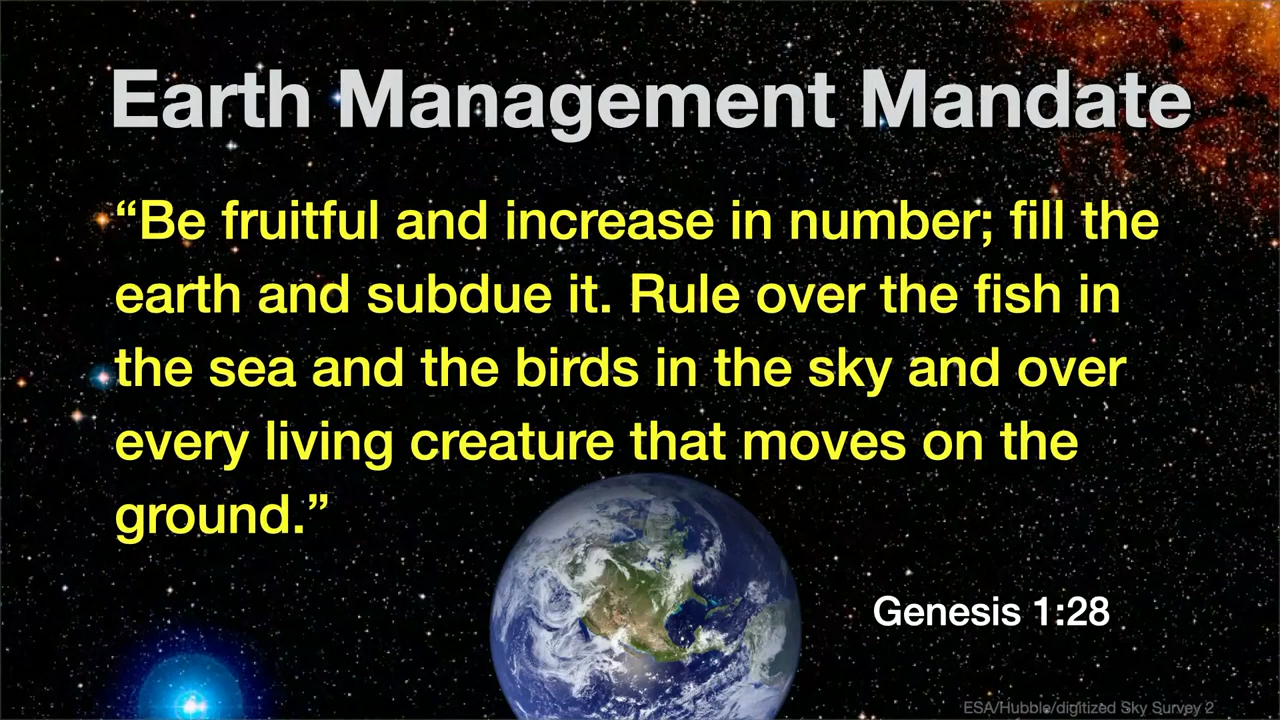 Earth Management Mandate
“Be fruitful and increase in number; fill the
earth and subdue it. Rule over the fish in
the sea and the birds in the sky and over
every living creature that moves on the
ground.”
Genesis 1:28
ESA/Hubble/digitized Sky Survey 2